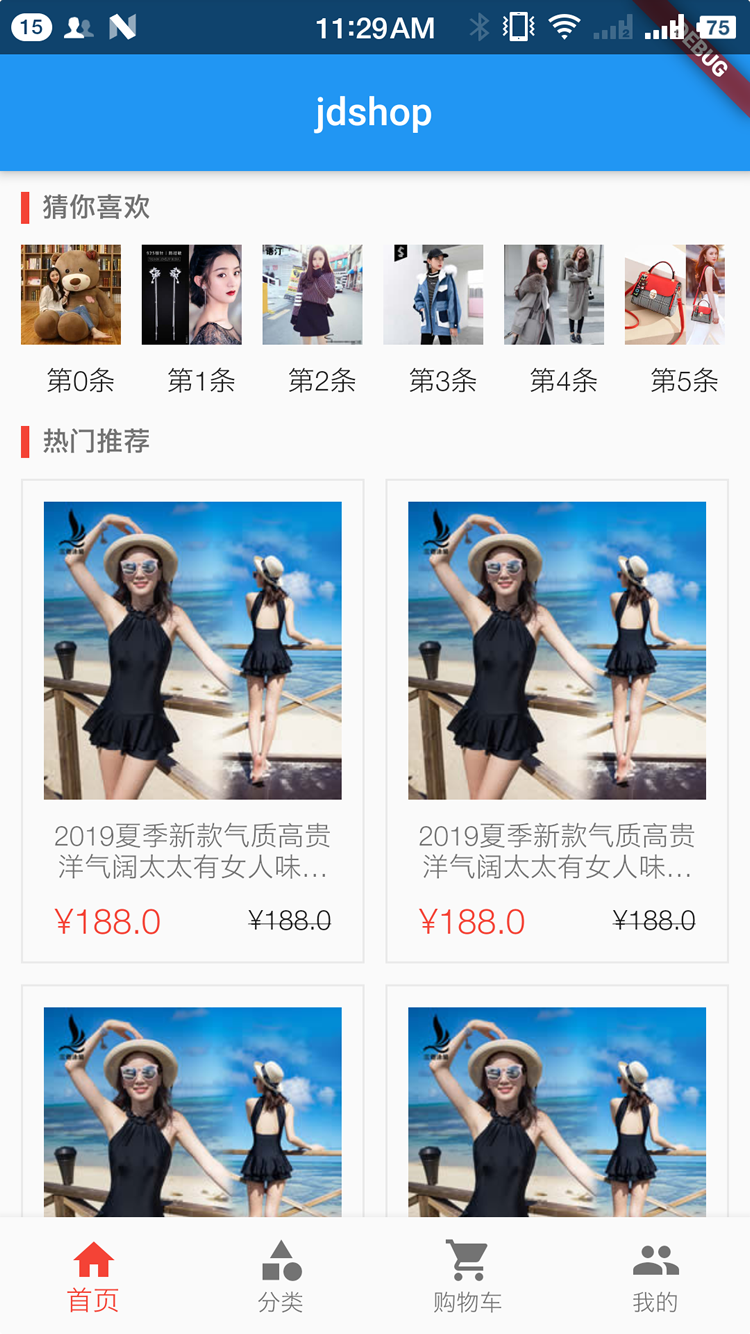 15
11:29AM
2
75
DEBUG
jdshop
猜你喜欢
第0条
第1条
第2条
第3条
第4条
第5条
热门推荐
2019夏季新款气质高贵
洋气阔太太有女人味...
¥188.0
¥188.0
2019夏季新款气质高贵
洋气阔太太有女人味...
¥188.0
¥188.0
首页
分类
购物车
我的